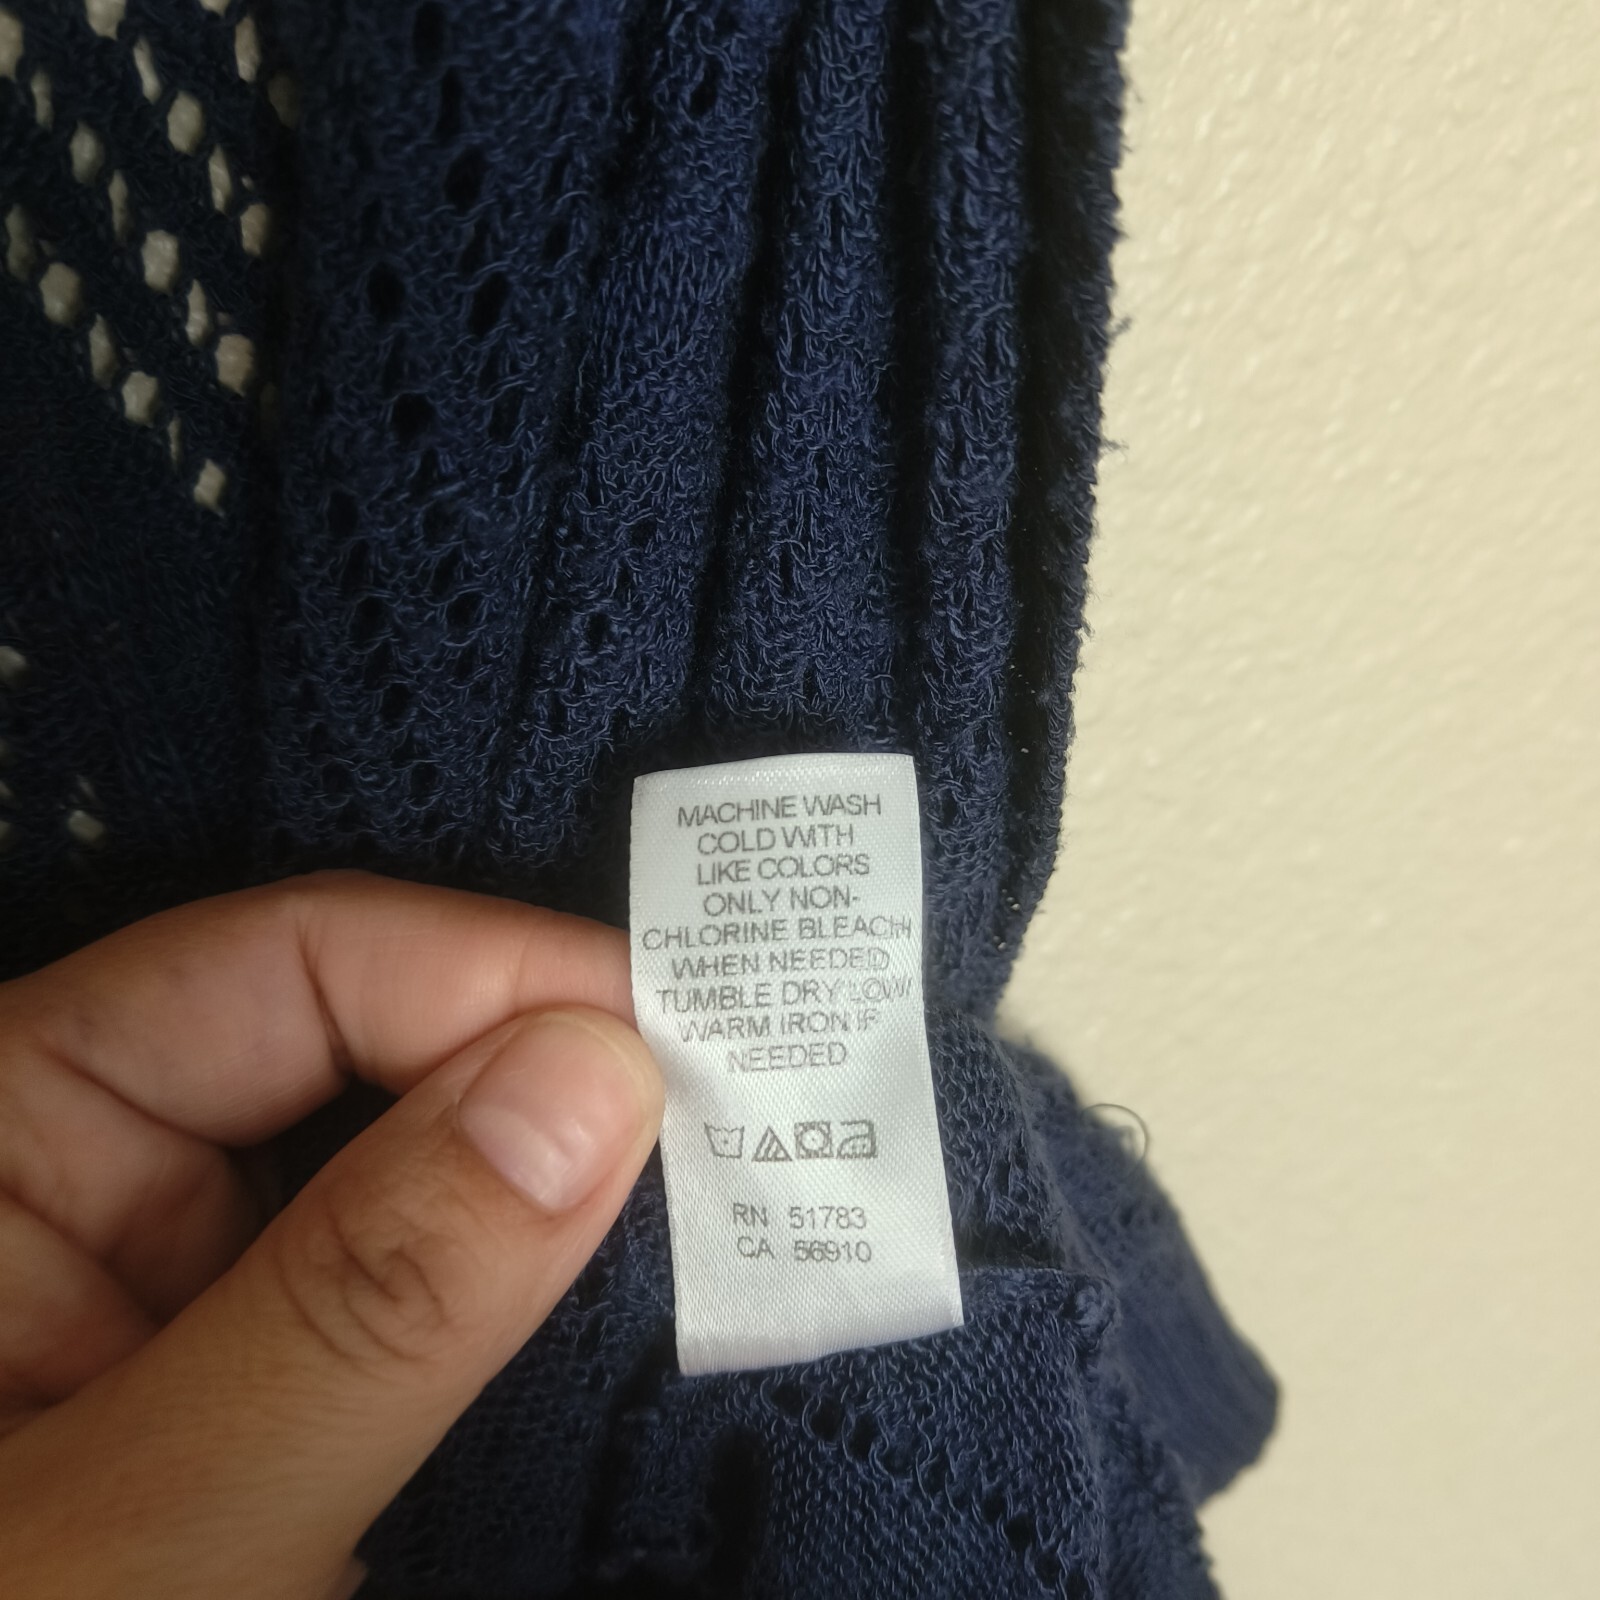 MACHINE WASH
COLD WITH
LIKE COLORS
ONLY NON-
CHLORINE BLEACH
WHEN NEEDED
TUMBLE DRY LOW
WARM IRON IF
NEEDED
RN 51783
CA 56910